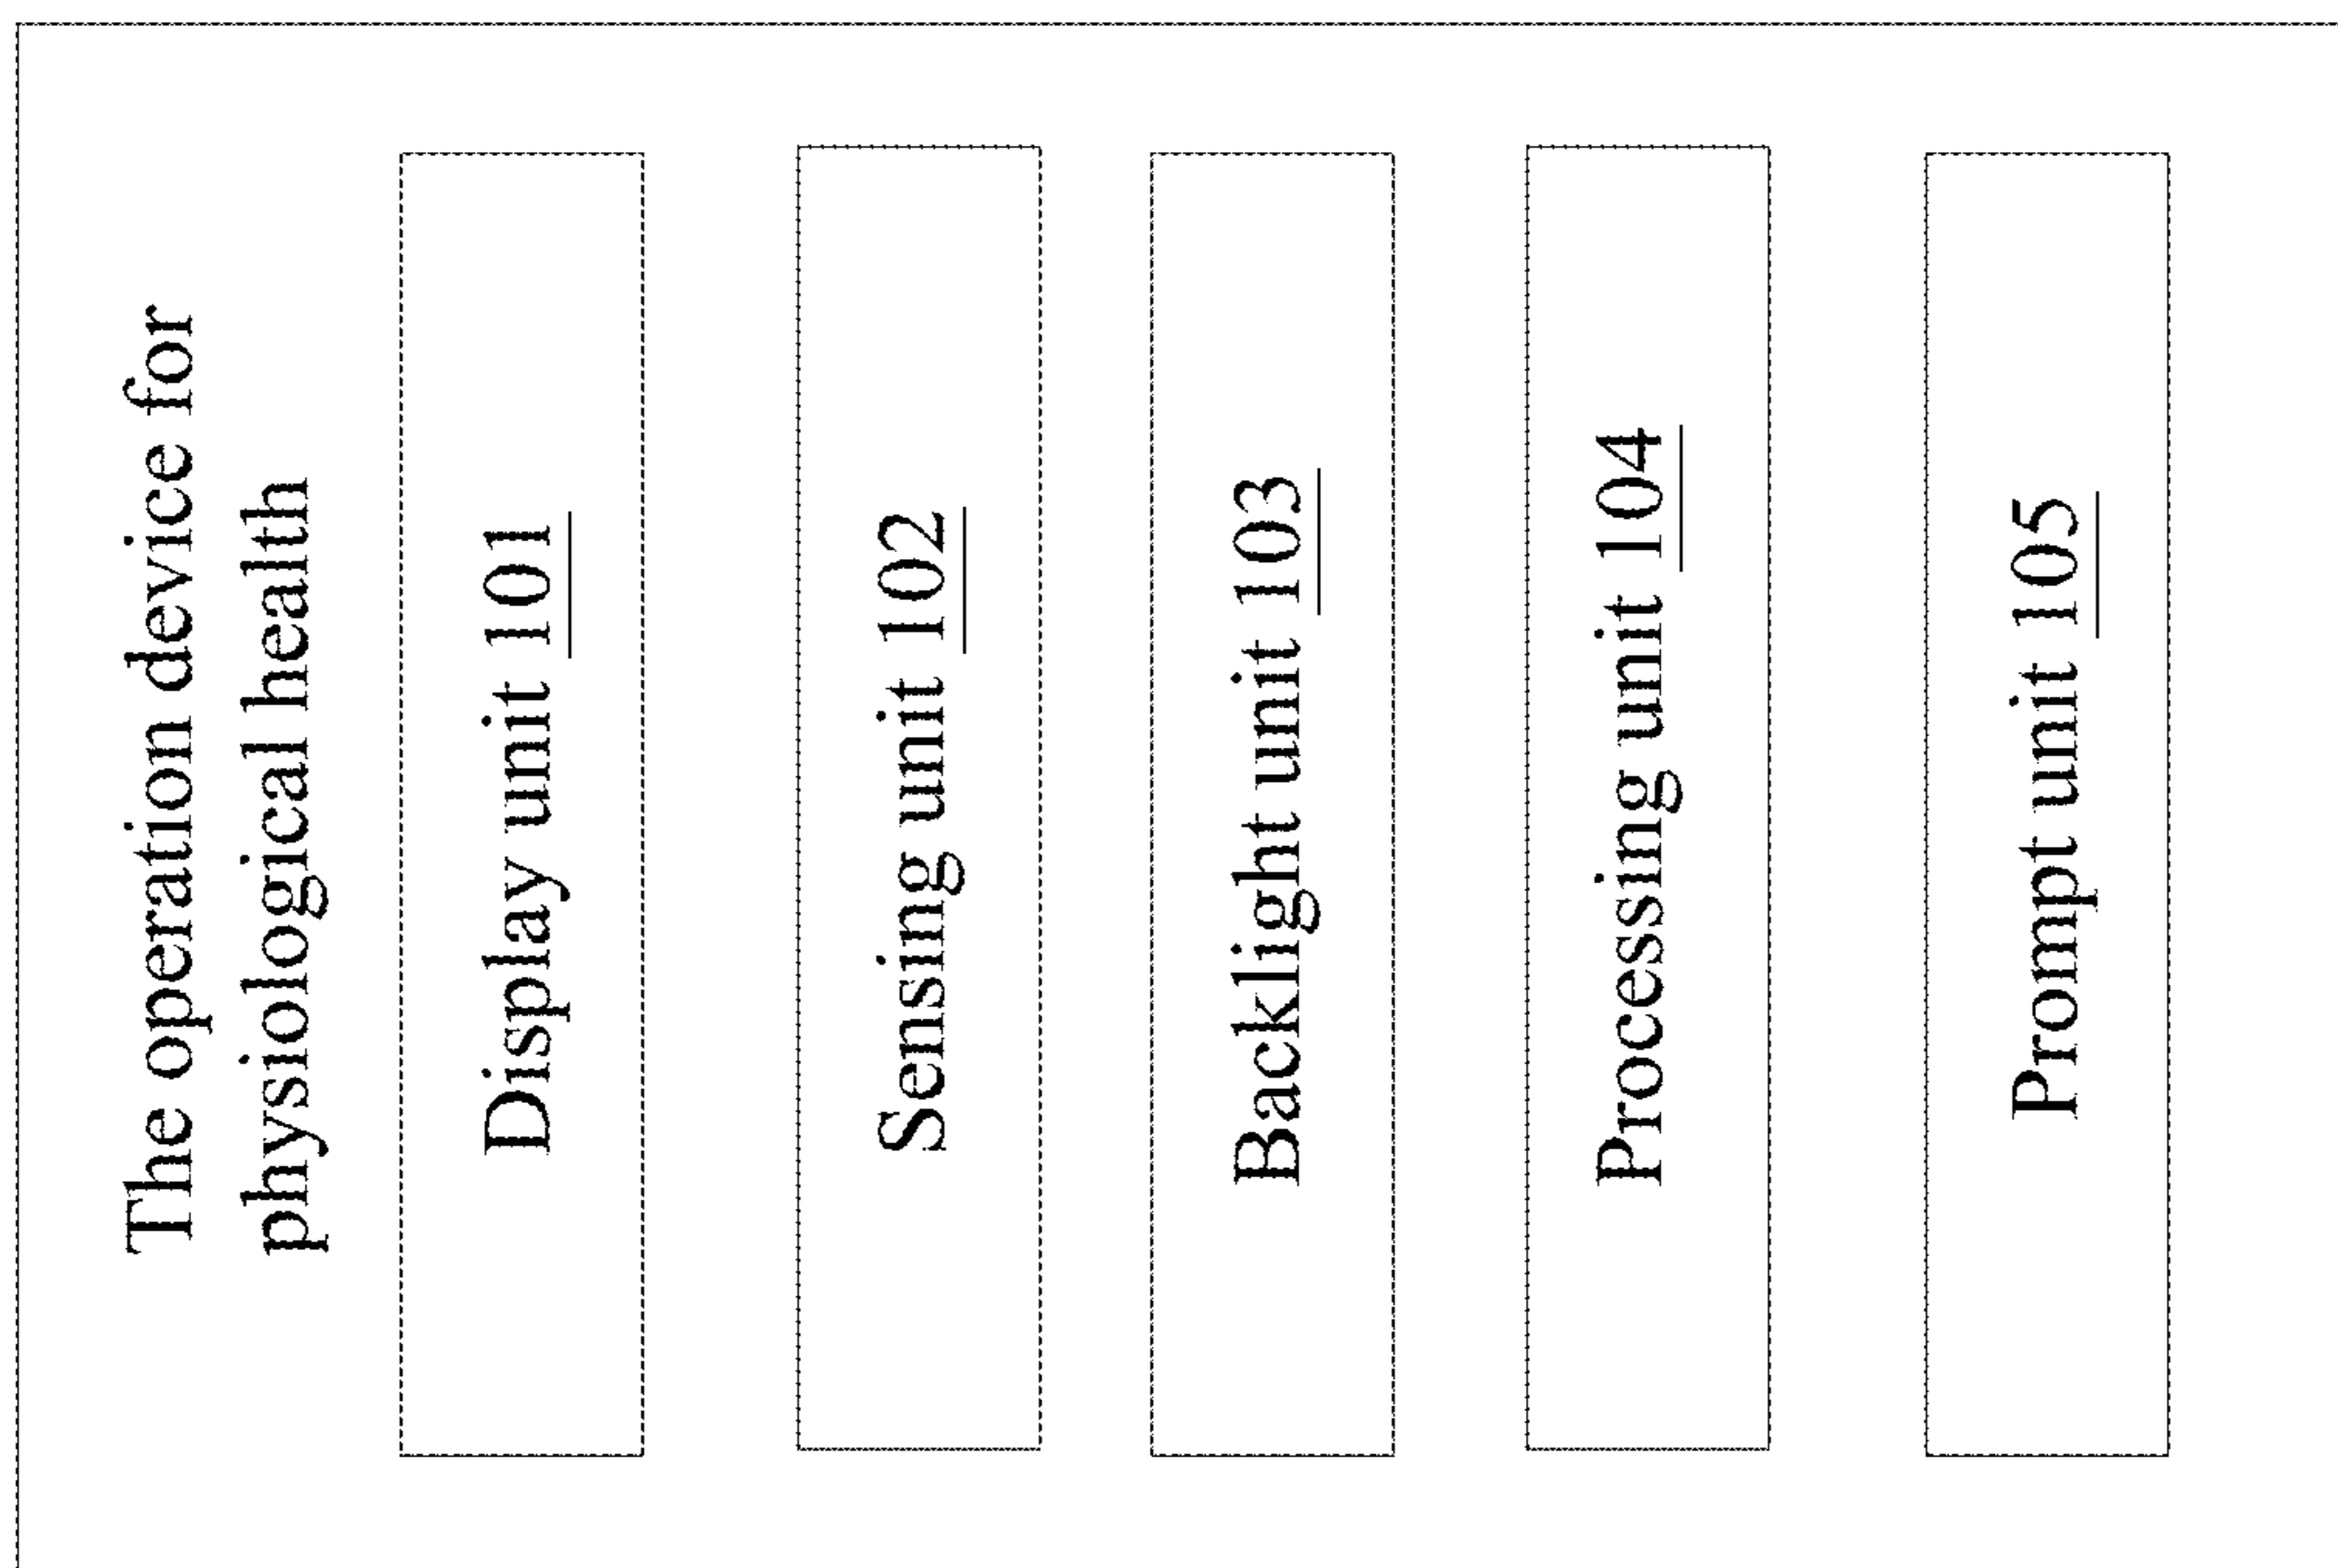 The operation device for
physiological health
Display unit 101
Sensing unit 102
Backlight unit 103
Processing unit 104
Prompt unit 105